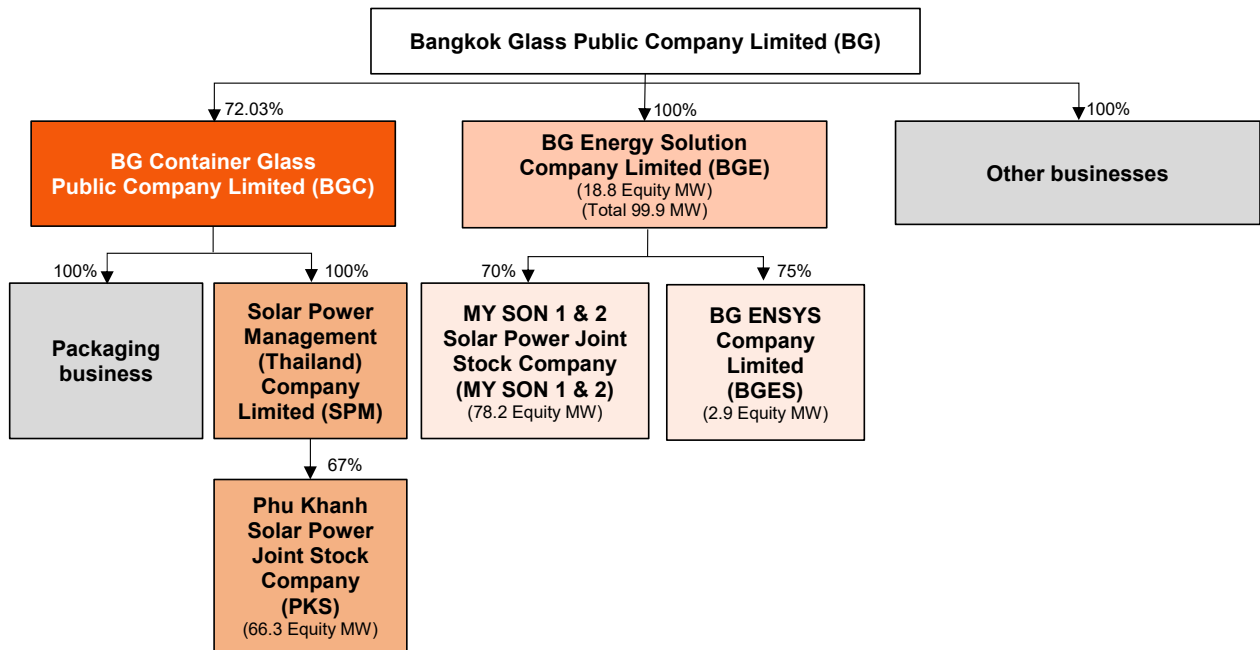 Bangkok Glass Public Company Limited (BG)
72.03%
100%
100%
BG Container Glass
Public Company Limited (BGC)
BG Energy Solution
Company Limited (BGE)
(18.8 Equity MW)
(Total 99.9 MW)
Other businesses
100%
100%
70%
75%
Packaging
business
Solar Power
Management
(Thailand)
Company
Limited (SPM)
MY SON 1 & 2
Solar Power Joint
Stock Company
(MY SON 1 & 2)
(78.2 Equity MW)
BG ENSYS
Company
Limited
(BGES)
(2.9 Equity MW)
67%
Phu Khanh
Solar Power
Joint Stock
Company
(PKS)
(66.3 Equity MW)